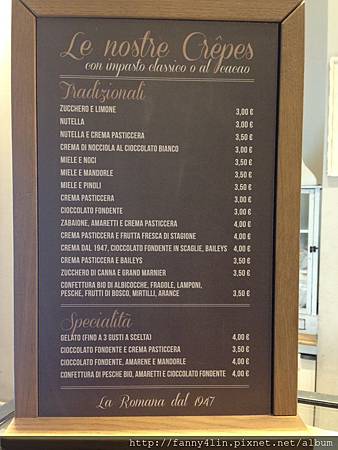 Le nostre Crêpes
con impasto classico o al cacao
Tradizionali
ZUCCHERO E LIMONE 3,00 €
NUTELLA 3,00 €
NUTELLA E CREMA PASTICCERA 3,50 €
CREMA DI NOCCIOLA AL CIOCCOLATO BIANCO 3,00 €
MIELE E NOCI 3,50 €
MIELE E MANDORLE 3,50 €
MIELE E PINOLI 3,50 €
CREMA PASTICCERA 3,00 €
CIOCCOLATO FONDENTE 3,00 €
ZABAIONE, AMARETTI E CREMA PASTICCERA 4,00 €
CREMA PASTICCERA E FRUTTA FRESCA DI STAGIONE 4,00 €
CREMA DAL 1947, CIOCCOLATO FONDENTE IN SCAGLIE, BAILEYS 4,00 €
CREMA PASTICCERA E BAILEYS 3,50 €
ZUCCHERO DI CANNA E GRAND MARNIER 3,50 €
CONFETTURA BIO DI ALBICOCCHE, FRAGOLE, LAMPONI,
PESCHE, FRUTTI DI BOSCO, MIRTILLI, ARANCE 3,50 €
Specialità
GELATO (FINO A 3 GUSTI A SCELTA) 4,00 €
CIOCCOLATO FONDENTE E CREMA PASTICCERA 3,50 €
CIOCCOLATO FONDENTE, AMARENE E MANDORLE 4,00 €
CONFETTURA DI PESCHE BIO, AMARETTI E CIOCCOLATO FONDENTE 4,00 €
La Romana dal 1947
http://fanny4lin.pixnet.net/album